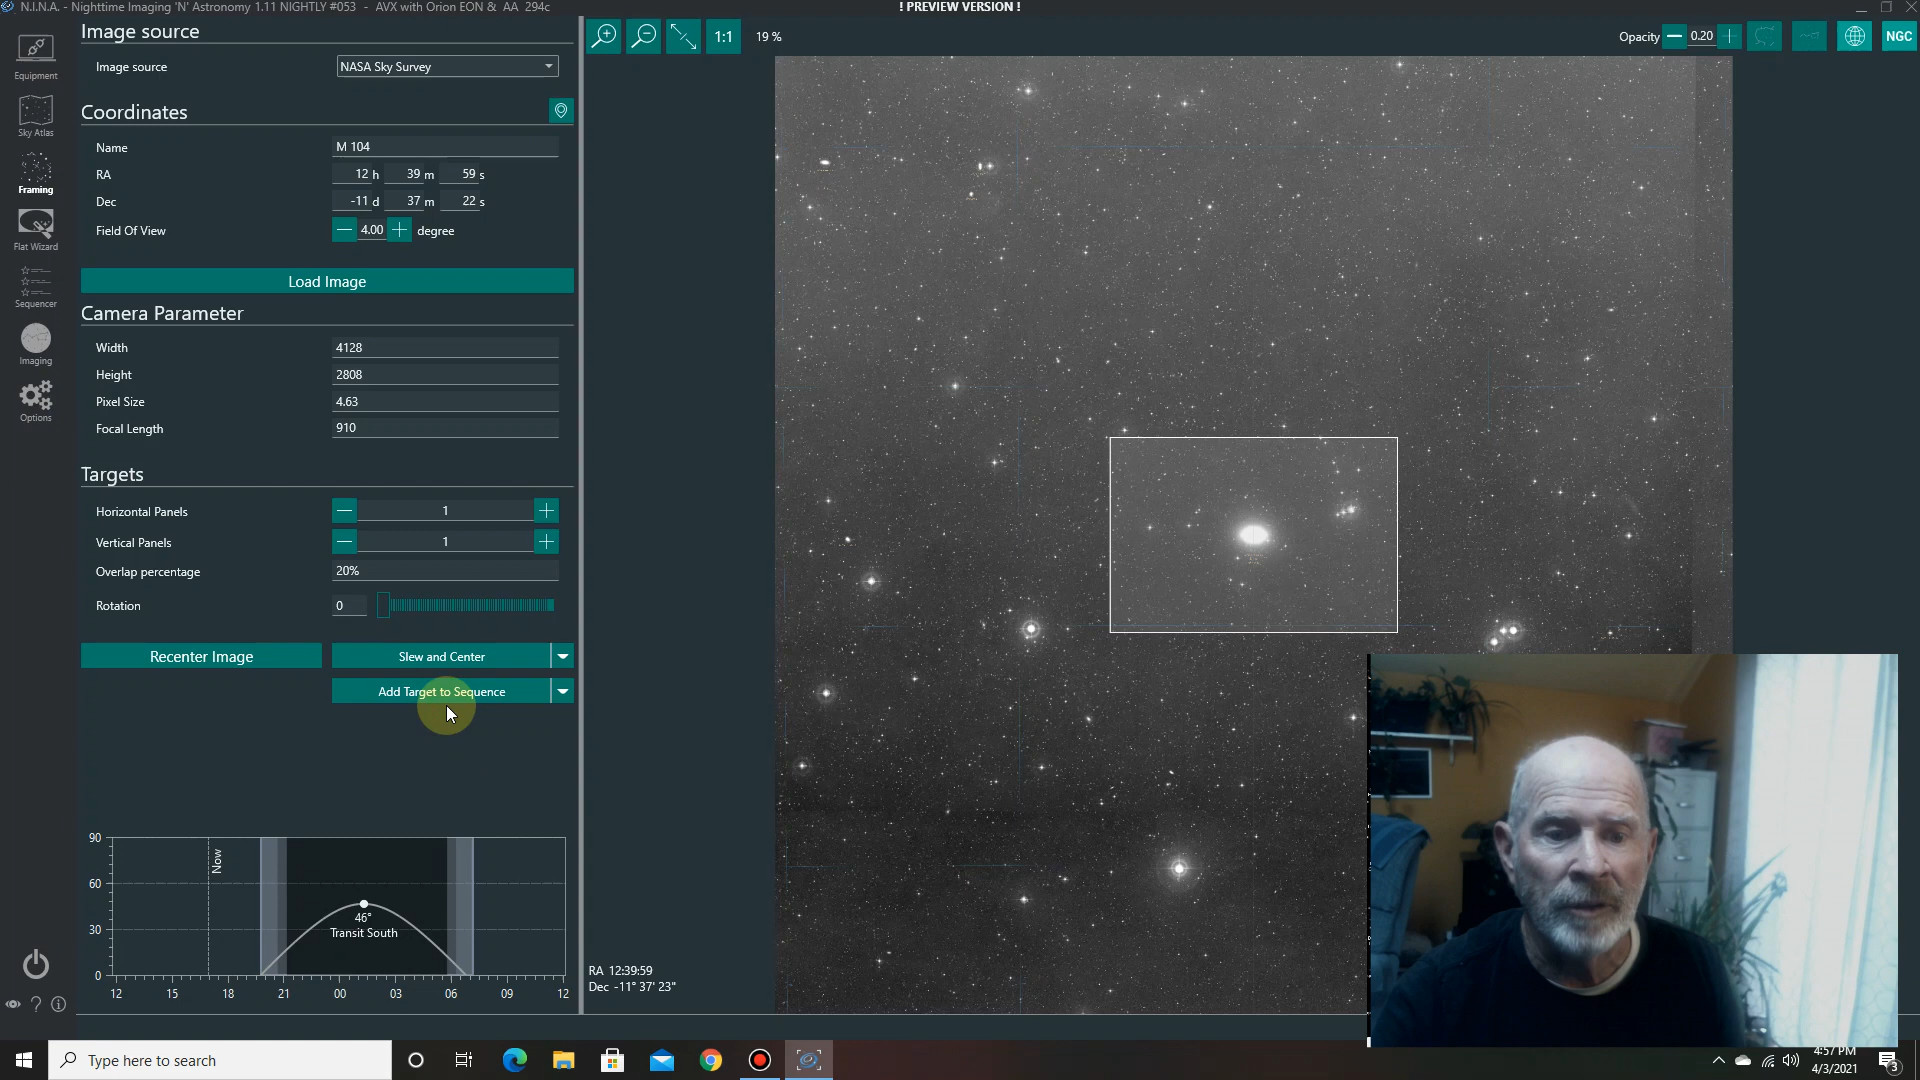 N.I.N.A. - Nighttime Imaging 'N' Astronomy 1.11 NIGHTLY #053 - AVX with Orion EON & AA 294c
! PREVIEW VERSION !
Equipment
Sky Atlas
Framing
Flat Wizard
Sequencer
Imaging
Options
Image source
Image source NASA Sky Survey
Coordinates
Name M 104
RA 12 h 39 m 59 s
Dec -11 d 37 m 22 s
Field Of View 4.00 degree
Load Image
Camera Parameter
Width 4128
Height 2808
Pixel Size 4.63
Focal Length 910
Targets
Horizontal Panels 1
Vertical Panels 1
Overlap percentage 20%
Rotation 0
Recenter Image Slew and Center
Add Target to Sequence
90
60
30
0
Now
46°
Transit South
12 15 18 21 00 03 06 09 12
1:1 19 %
Opacity 0.20 NGC
RA 12:39:59
Dec -11° 37' 23"
Type here to search
4:57 PM
4/3/2021
3